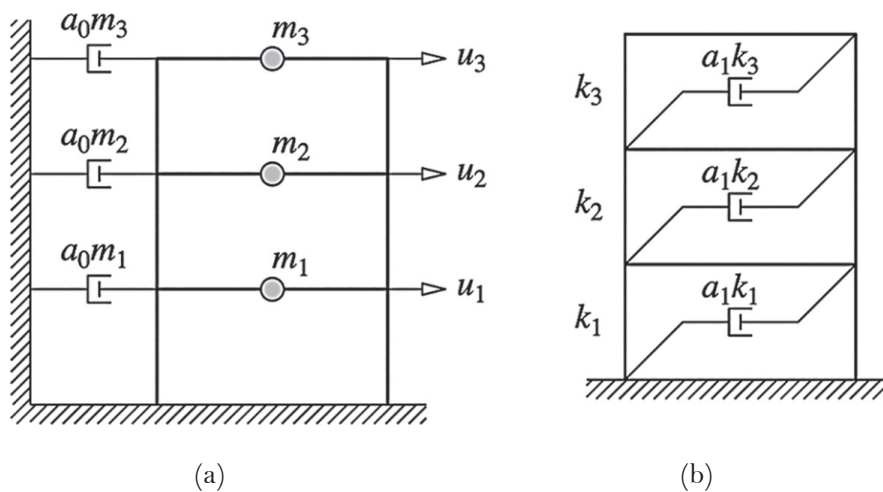 a₀m₃
m₃
u₃
a₀m₂
m₂
u₂
a₀m₁
m₁
u₁
(a)
a₁k₃
k₃
a₁k₂
k₂
a₁k₁
k₁
(b)